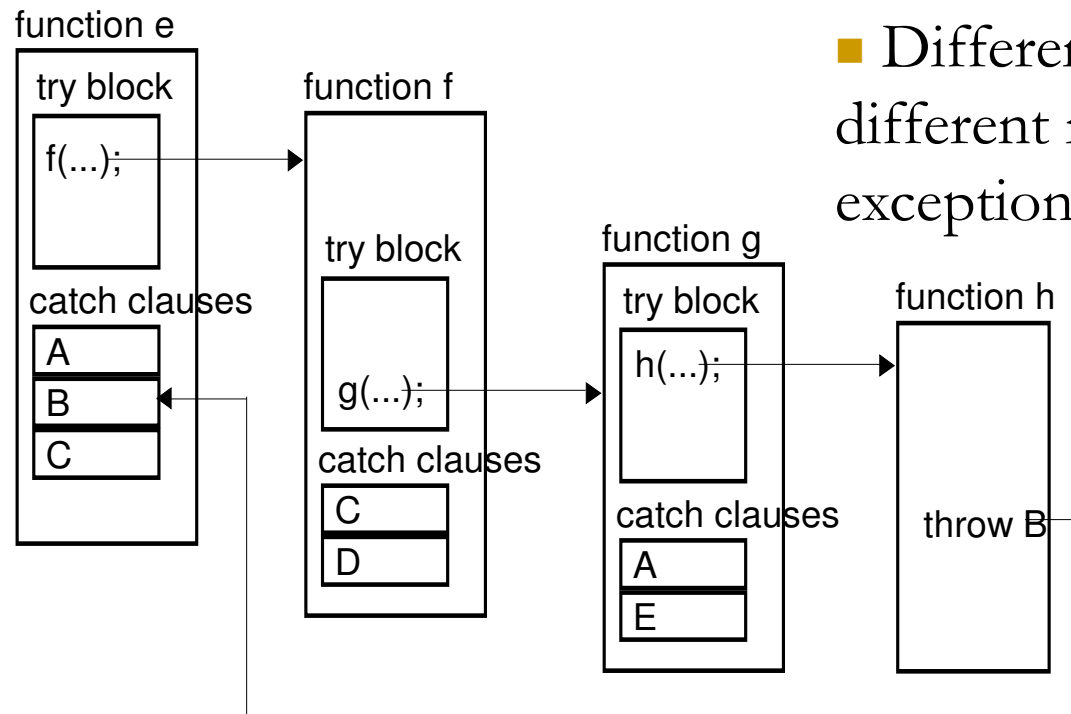 function e
try block
f(...);
catch clauses
A
B
C
function f
try block
g(...);
catch clauses
C
D
function g
try block
h(...);
catch clauses
A
E
function h
throw B
different
exception